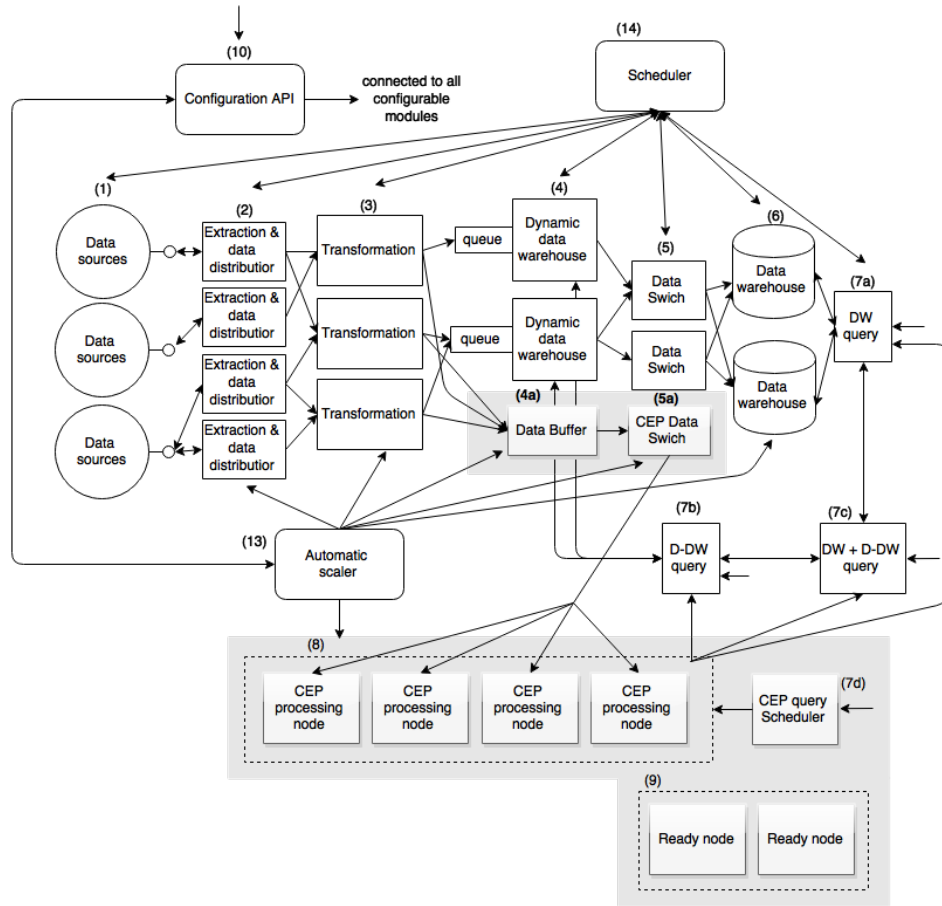 (10)
Configuration API
connected to all
configurable
modules
(14)
Scheduler
(1)
Data
sources
Data
sources
Data
sources
(2)
Extraction &
data
distributior
Extraction &
data
distributior
Extraction &
data
distributior
Extraction &
data
distributior
(3)
Transformation
Transformation
Transformation
queue
queue
(4)
Dynamic
data
warehouse
Dynamic
data
warehouse
(5)
Data
Swich
Data
Swich
(6)
Data
warehouse
Data
warehouse
(7a)
DW
query
(4a)
Data Buffer
(5a)
CEP Data
Swich
(13)
Automatic
scaler
(7b)
D-DW
query
(7c)
DW + D-DW
query
(8)
CEP
processing
node
CEP
processing
node
CEP
processing
node
CEP
processing
node
(7d)
CEP query
Scheduler
(9)
Ready node
Ready node